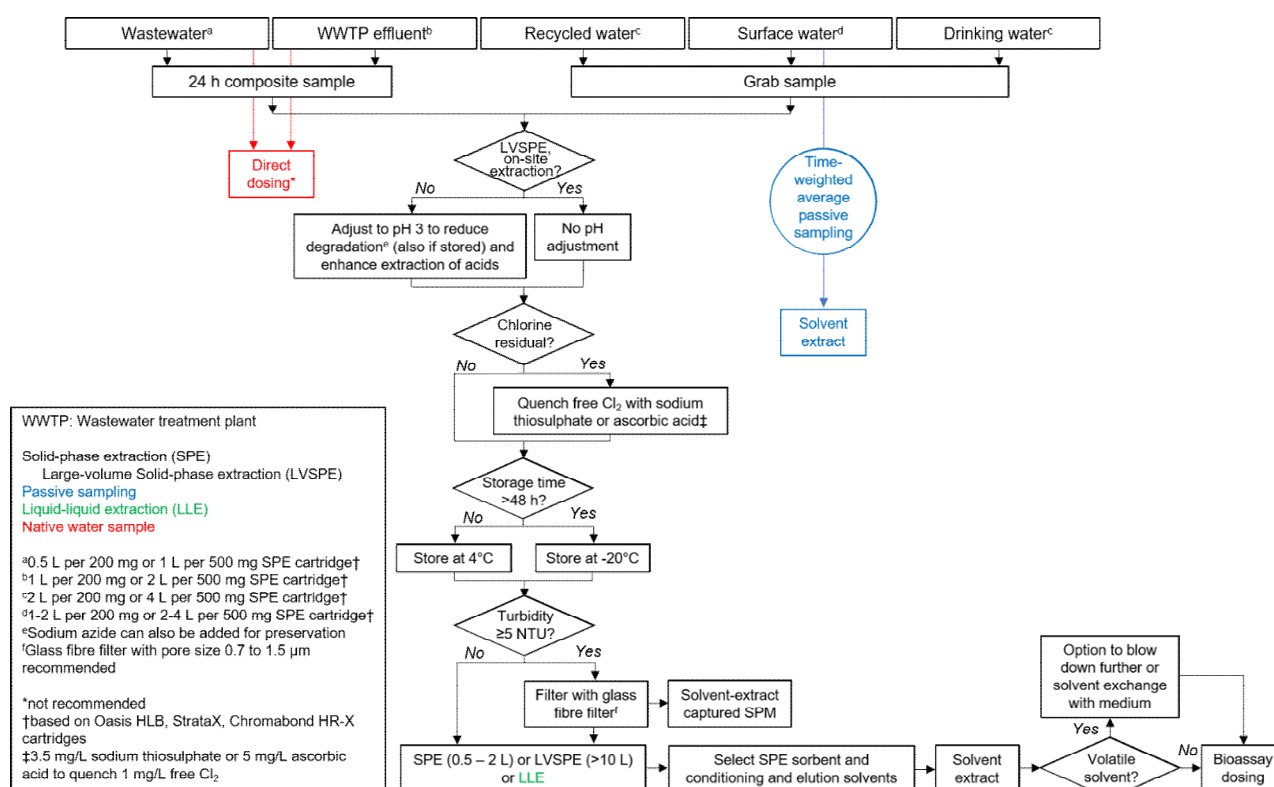 Wastewaterᵃ
WWTP effluentᵇ
Recycled waterᶜ
Surface waterᵈ
Drinking waterᶜ
24 h composite sample
Grab sample
Direct
dosing*
LVSPE,
on-site
extraction?
Time-
weighted
average
passive
sampling
No
Yes
Adjust to pH 3 to reduce
degradationᵉ (also if stored) and
enhance extraction of acids
No pH
adjustment
Chlorine
residual?
Solvent
extract
No
Yes
Quench free Cl₂ with sodium
thiosulphate or ascorbic acid‡
Storage time
>48 h?
No
Yes
Store at 4°C
Store at -20°C
Turbidity
≥5 NTU?
No
Yes
Filter with glass
fibre filterᶠ
Solvent-extract
captured SPM
SPE (0.5 – 2 L) or LVSPE (>10 L)
or LLE
Select SPE sorbent and
conditioning and elution solvents
Solvent
extract
Volatile
solvent?
Yes
No
Option to blow
down further or
solvent exchange
with medium
Bioassay
dosing
WWTP: Wastewater treatment plant
Solid-phase extraction (SPE)
Large-volume Solid-phase extraction (LVSPE)
Passive sampling
Liquid-liquid extraction (LLE)
Native water sample
ᵃ0.5 L per 200 mg or 1 L per 500 mg SPE cartridge†
ᵇ1 L per 200 mg or 2 L per 500 mg SPE cartridge†
ᶜ2 L per 200 mg or 4 L per 500 mg SPE cartridge†
ᵈ1-2 L per 200 mg or 2-4 L per 500 mg SPE cartridge†
ᵉSodium azide can also be added for preservation
ᶠGlass fibre filter with pore size 0.7 to 1.5 µm
recommended
*not recommended
†based on Oasis HLB, StrataX, Chromabond HR-X
cartridges
‡3.5 mg/L sodium thiosulphate or 5 mg/L ascorbic
acid to quench 1 mg/L free Cl₂